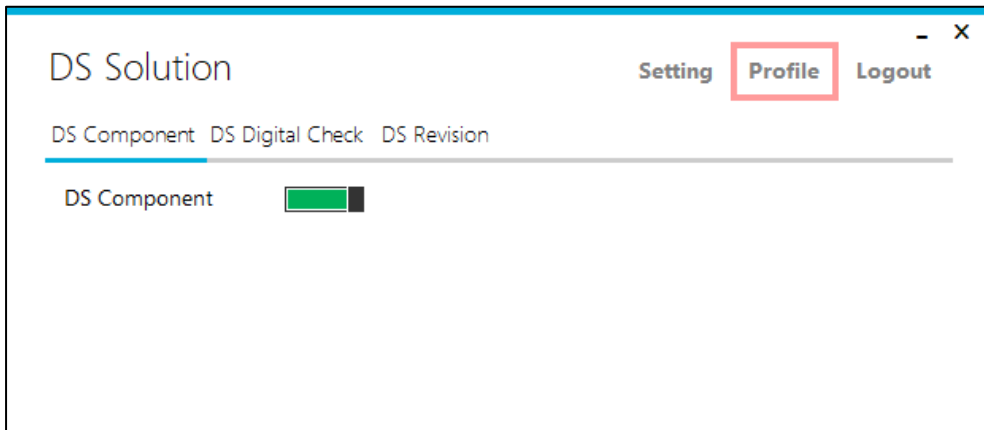 DS Solution
Setting Profile Logout
DS Component DS Digital Check DS Revision
DS Component